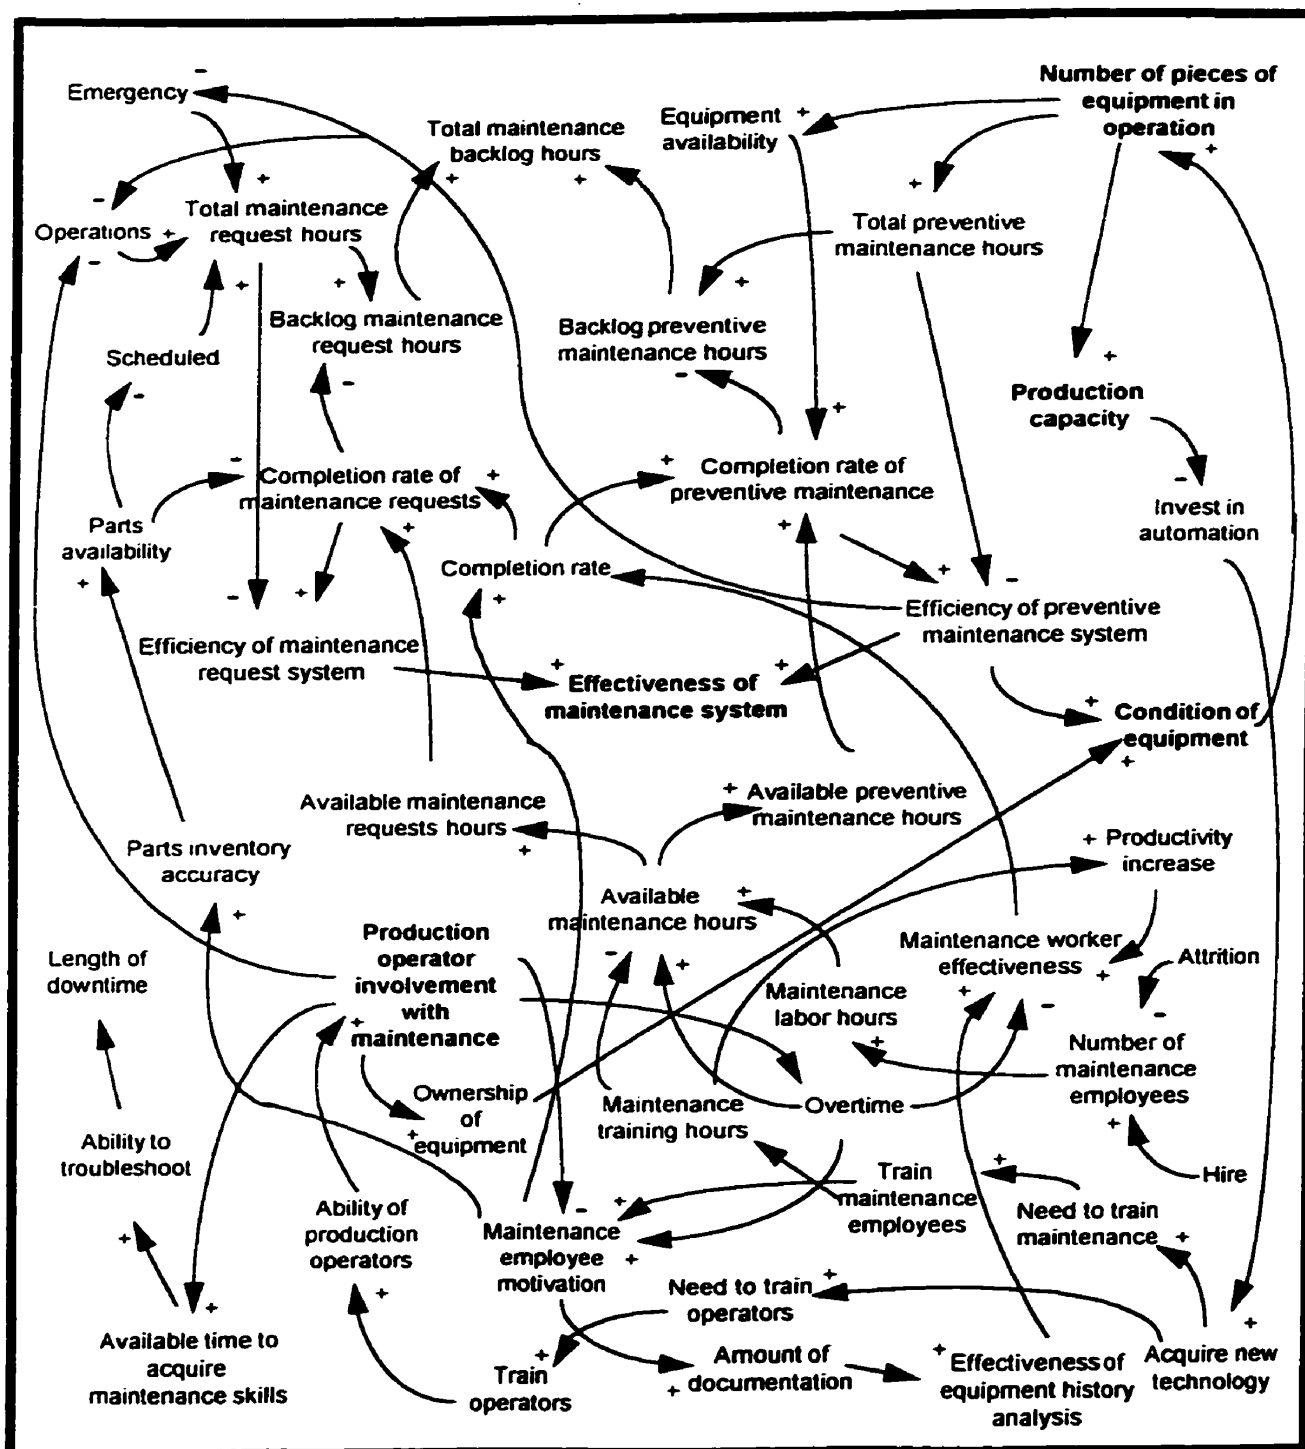 Emergency
-
Total maintenance
backlog hours
+
+
Equipment
availability
+
Number of pieces of
equipment in
operation
+
-
Operations
+
-
+
Total maintenance
request hours
+
+
Total preventive
maintenance hours
+
Backlog maintenance
request hours
-
Backlog preventive
maintenance hours
-
+
Scheduled
-
+
Production
capacity
-
Completion rate of
maintenance requests
+
+
+
Completion rate of
preventive maintenance
+
+
-
Invest in
automation
Parts
availability
+
Completion rate
+
-
+
Efficiency of maintenance
request system
+
-
Efficiency of preventive
maintenance system
+
+
Effectiveness of
maintenance system
+
Condition of
equipment
+
Available maintenance
requests hours
+
+ Available preventive
maintenance hours
Parts inventory
accuracy
+
+ Productivity
increase
Available
maintenance hours
+
-
+
Length of
downtime
Production
operator
involvement
with
maintenance
+
Maintenance worker
effectiveness
+
+
-
Attrition
-
Maintenance
labor hours
+
Number of
maintenance
employees
+
Ownership
of
equipment
+
Maintenance
training hours
Overtime
Ability to
troubleshoot
+
Train
maintenance
employees
+
Hire
Need to train
maintenance
+
Ability of
production
operators
+
Maintenance
employee
motivation
-
+
+
Need to train
operators
+
+
Available time to
acquire
maintenance skills
Train
operators
+
Amount of
documentation
+
+
Effectiveness of
equipment history
analysis
+
Acquire new
technology